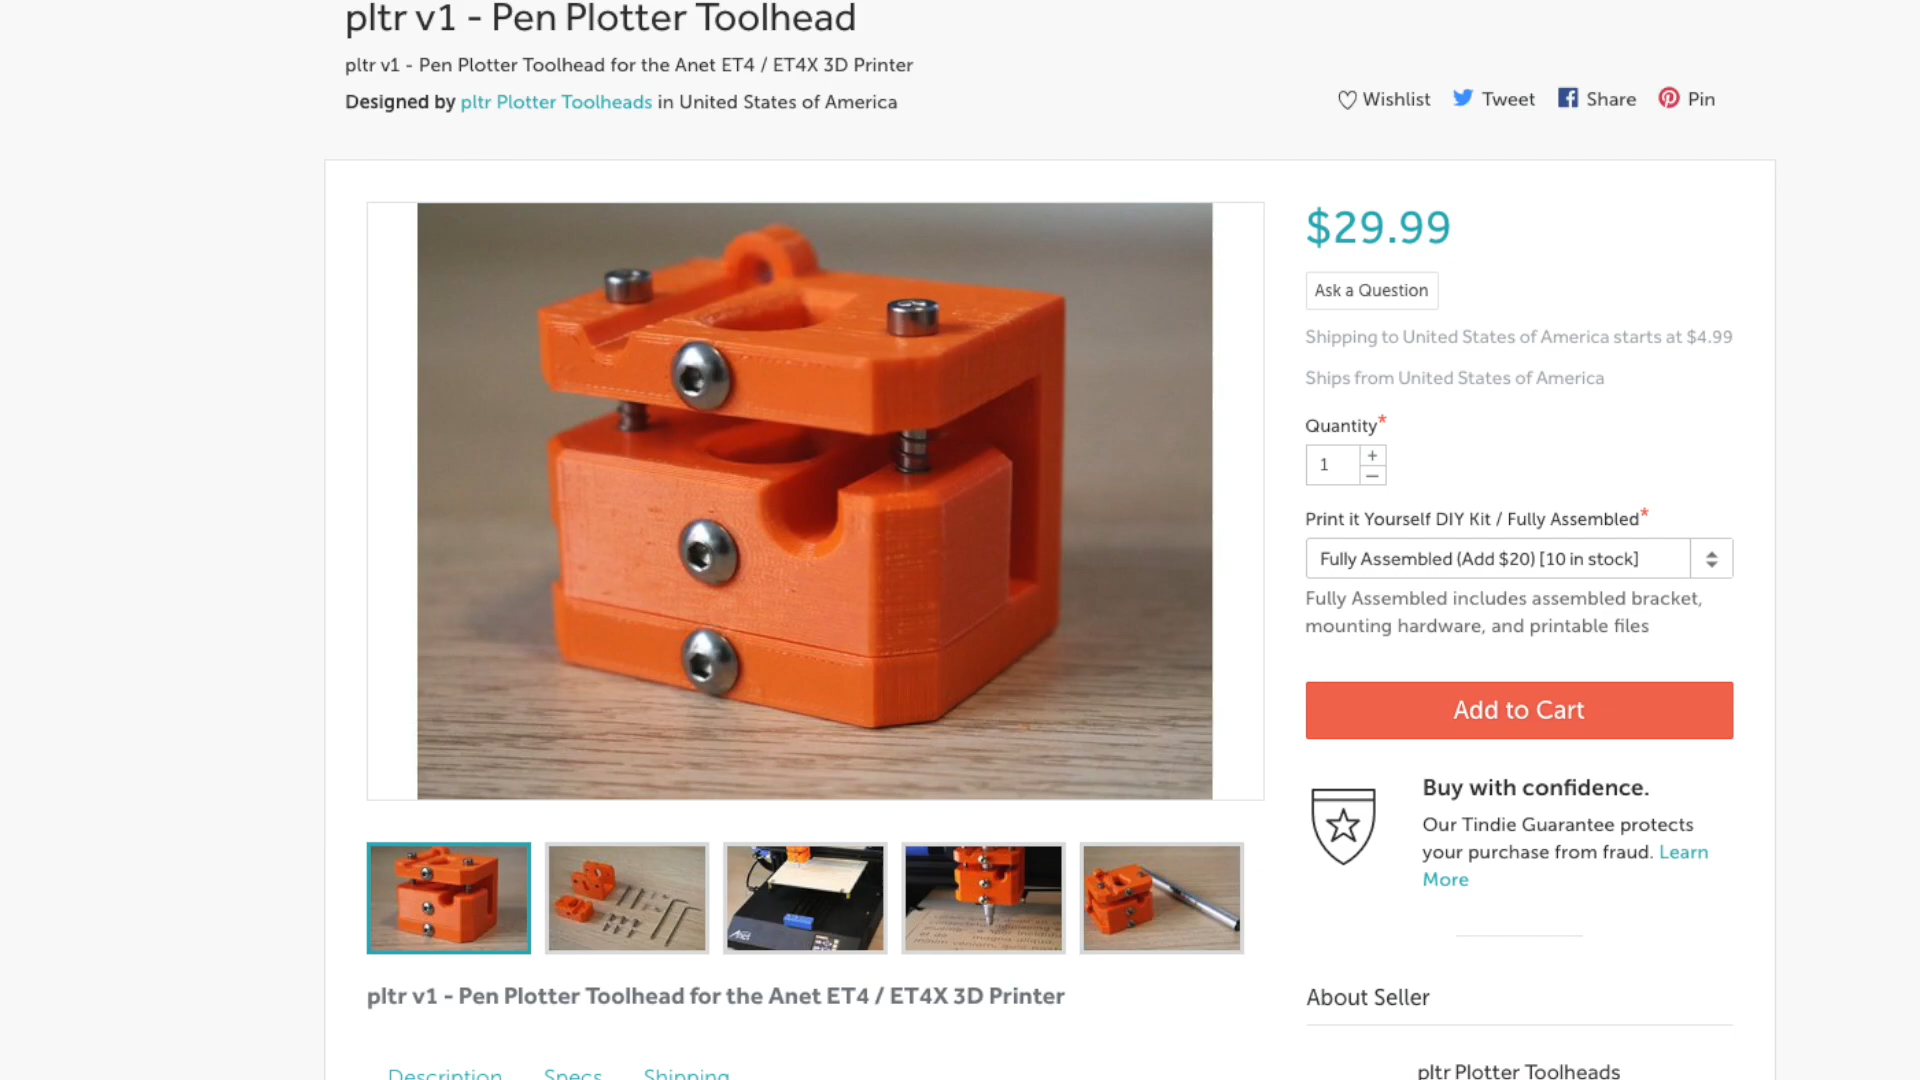 pltr v1 - Pen Plotter Toolhead
pltr v1 - Pen Plotter Toolhead for the Anet ET4 / ET4X 3D Printer
Designed by pltr Plotter Toolheads in United States of America
Wishlist Tweet Share Pin
$29.99
Ask a Question
Shipping to United States of America starts at $4.99
Ships from United States of America
Quantity*
1 + −
Print it Yourself DIY Kit / Fully Assembled*
Fully Assembled (Add $20) [10 in stock]
Fully Assembled includes assembled bracket,
mounting hardware, and printable files
Add to Cart
Buy with confidence.
Our Tindie Guarantee protects
your purchase from fraud. Learn
More
pltr v1 - Pen Plotter Toolhead for the Anet ET4 / ET4X 3D Printer
Description Specs Shipping
About Seller
pltr Plotter Toolheads